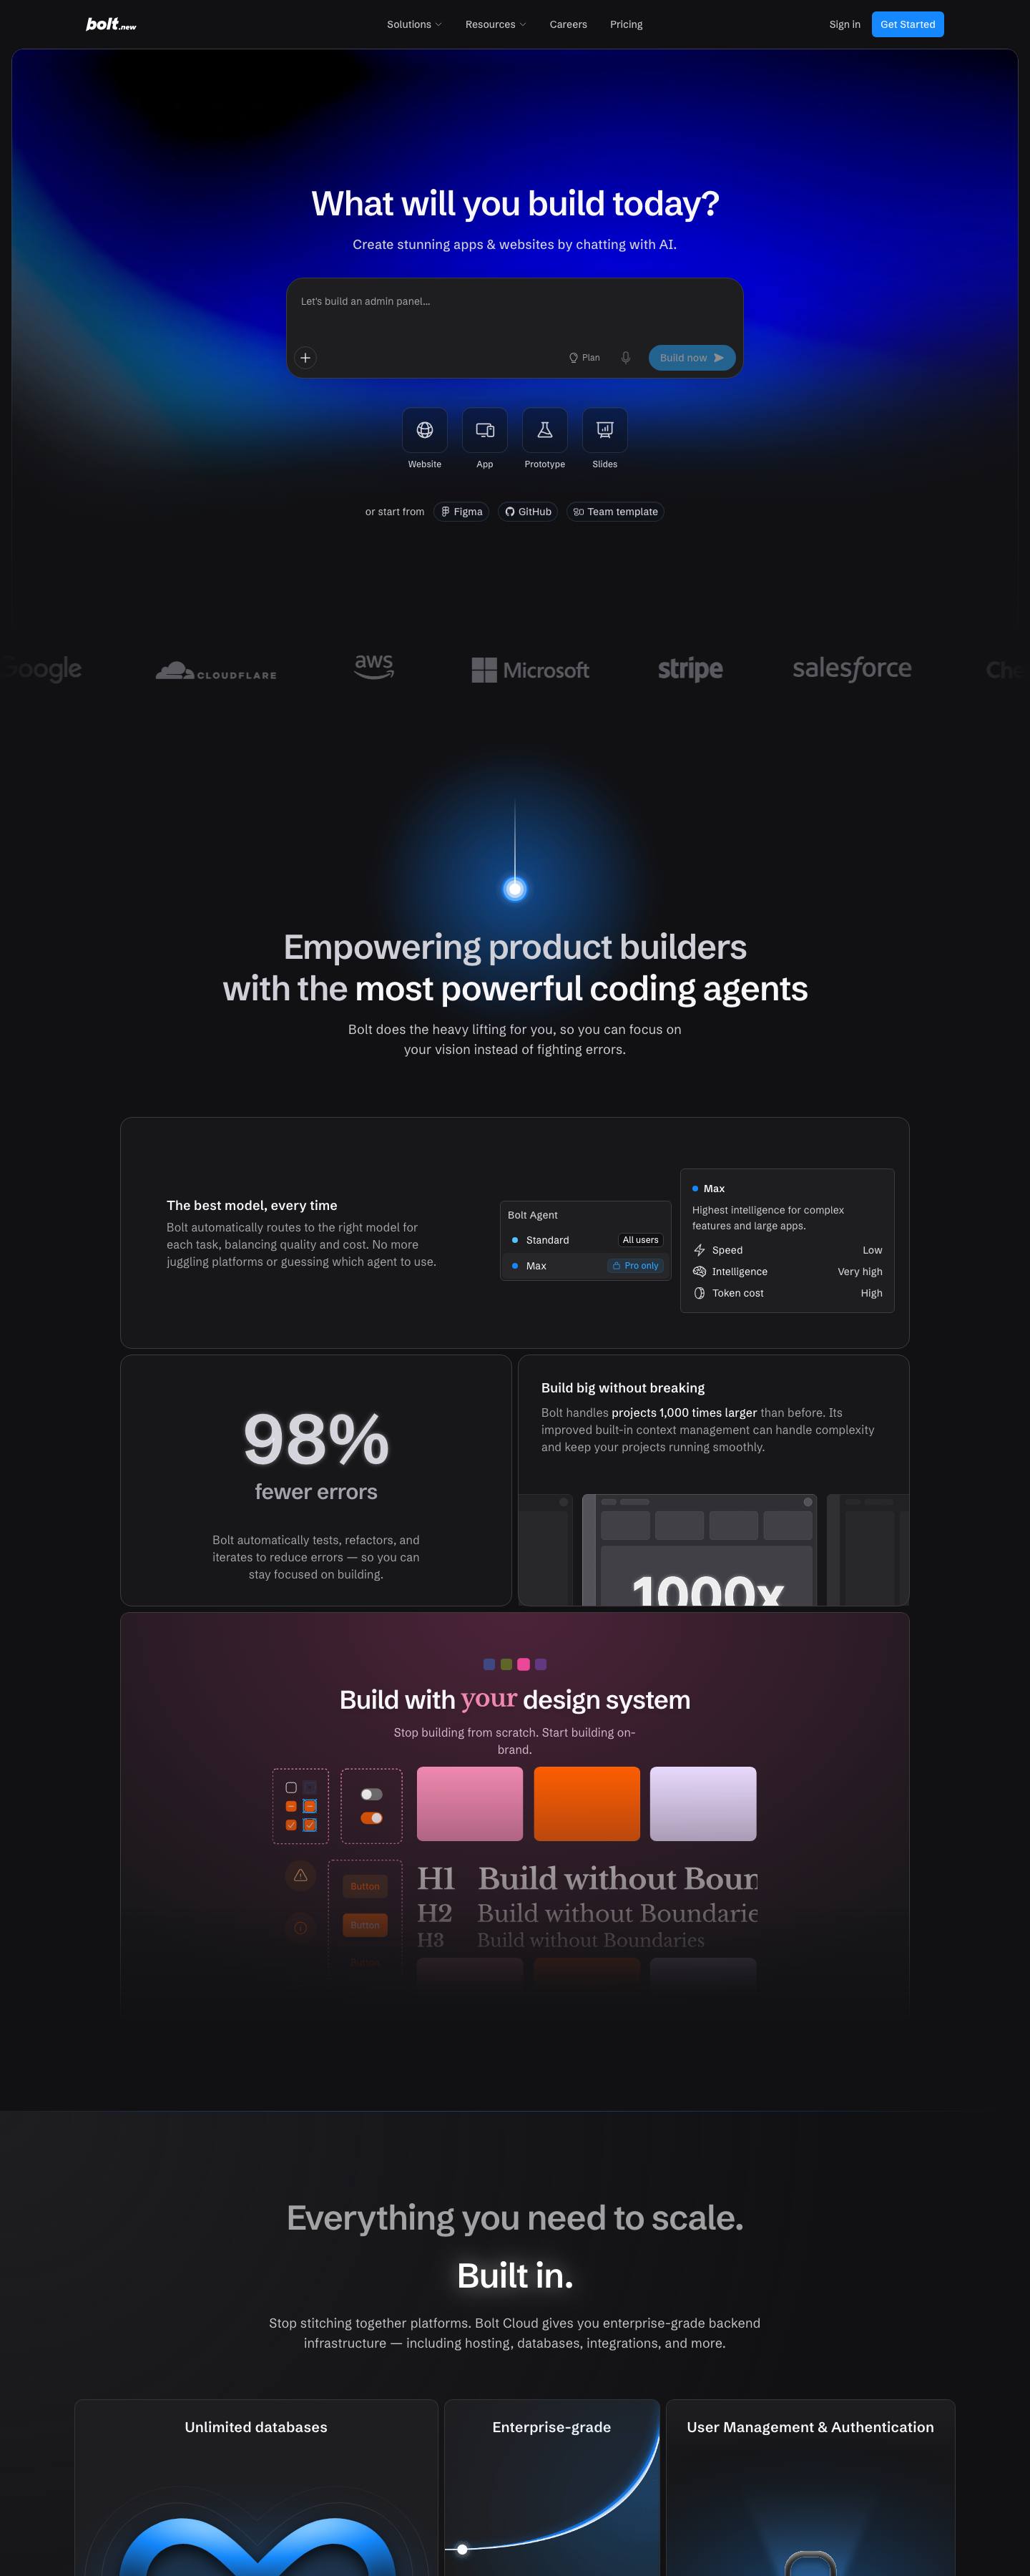 bolt.new
Solutions
Resources
Careers
Pricing
Sign in
Get Started
What will you build today?
Create stunning apps & websites by chatting with AI.
Let's build an admin panel...
Plan
Build now
Website
App
Prototype
Slides
or start from
Figma
GitHub
Team template
Google
CLOUDFLARE
aws
Microsoft
stripe
salesforce
Empowering product builders
with the most powerful coding agents
Bolt does the heavy lifting for you, so you can focus on
your vision instead of fighting errors.
The best model, every time
Bolt automatically routes to the right model for
each task, balancing quality and cost. No more
juggling platforms or guessing which agent to use.
Bolt Agent
Standard
All users
Max
Pro only
Max
Highest intelligence for complex
features and large apps.
Speed Low
Intelligence Very high
Token cost High
98%
fewer errors
Bolt automatically tests, refactors, and
iterates to reduce errors — so you can
stay focused on building.
Build big without breaking
Bolt handles projects 1,000 times larger than before. Its
improved built-in context management can handle complexity
and keep your projects running smoothly.
1000x
Build with your design system
Stop building from scratch. Start building on-
brand.
Button
Button
Button
H1 Build without Boun
H2 Build without Boundarie
H3 Build without Boundaries
Everything you need to scale.
Built in.
Stop stitching together platforms. Bolt Cloud gives you enterprise-grade backend
infrastructure — including hosting, databases, integrations, and more.
Unlimited databases
Enterprise-grade
User Management & Authentication